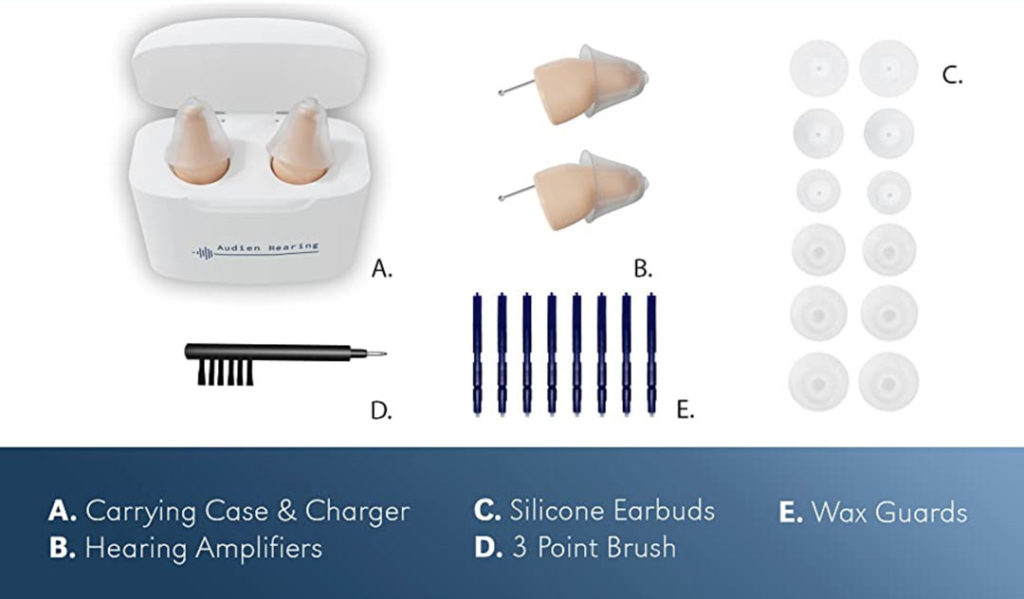 C.
Audien Hearing
A.
B.
D.
E.
A. Carrying Case & Charger
B. Hearing Amplifiers
C. Silicone Earbuds
D. 3 Point Brush
E. Wax Guards